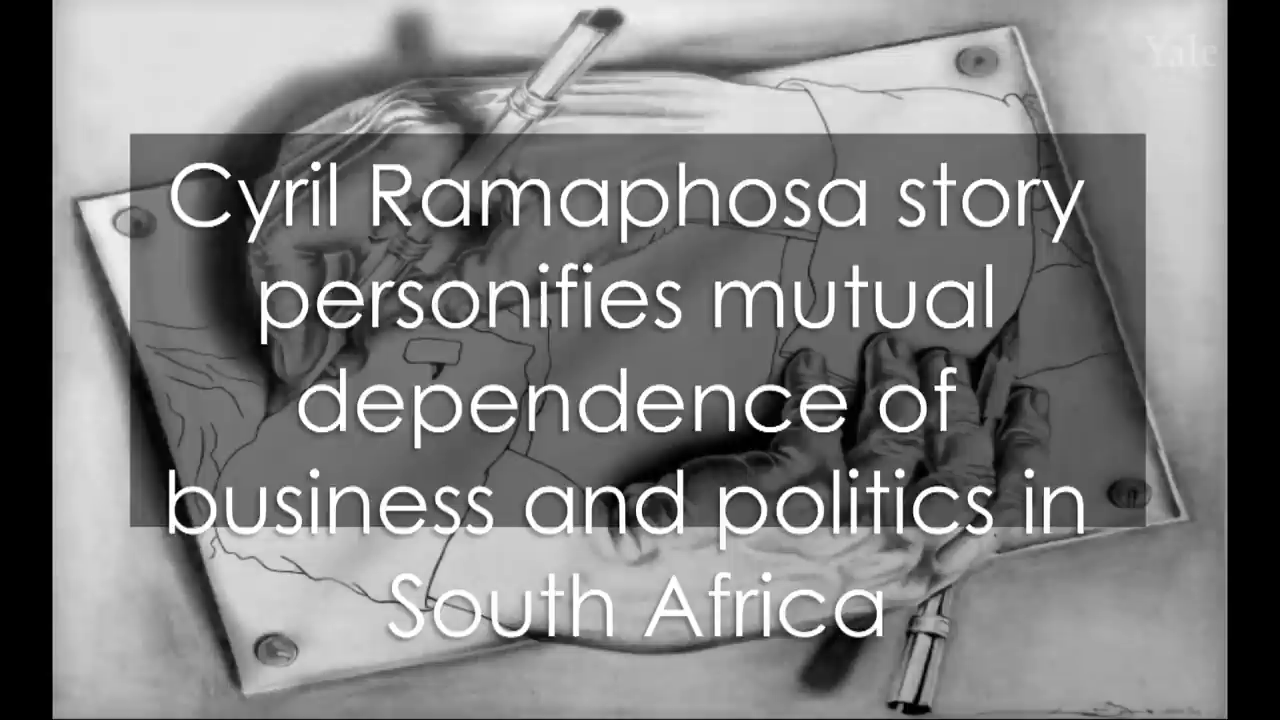 Yale
Cyril Ramaphosa story
personifies mutual
dependence of
business and politics in
South Africa